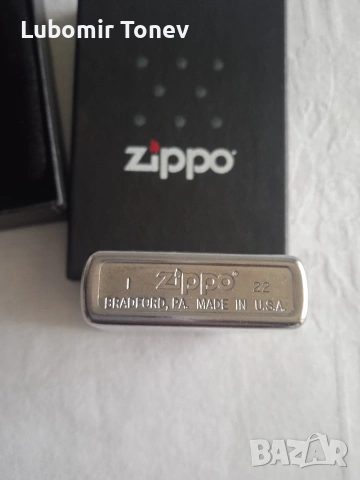 Lubomir Tonev
zippo
I zippo 22
BRADFORD, PA. MADE IN U.S.A.
BAZAR